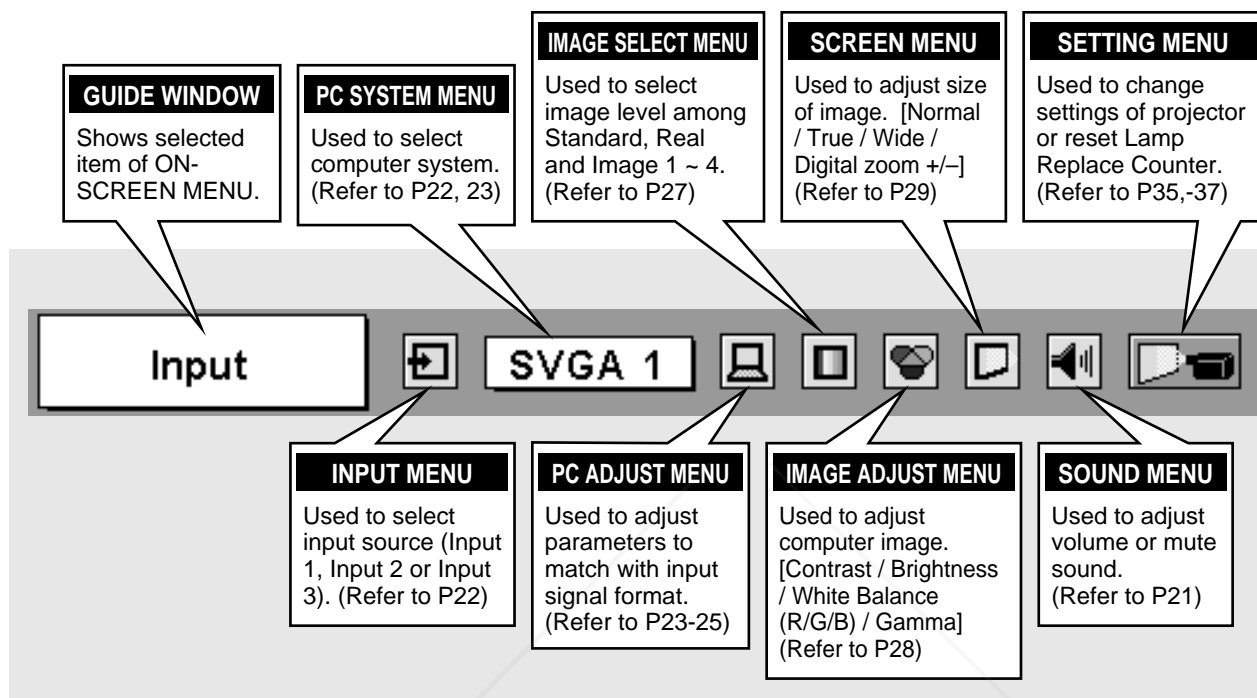 GUIDE WINDOW
Shows selected
item of ON-
SCREEN MENU.
PC SYSTEM MENU
Used to select
computer system.
(Refer to P22, 23)
IMAGE SELECT MENU
Used to select
image level among
Standard, Real
and Image 1 ~ 4.
(Refer to P27)
SCREEN MENU
Used to adjust size
of image.  [Normal
/ True / Wide /
Digital zoom +/–]
(Refer to P29)
SETTING MENU
Used to change
settings of projector
or reset Lamp
Replace Counter.
(Refer to P35,-37)
Input
SVGA 1
INPUT MENU
Used to select
input source (Input
1, Input 2 or Input
3). (Refer to P22)
PC ADJUST MENU
Used to adjust
parameters to
match with input
signal format.
(Refer to P23-25)
IMAGE ADJUST MENU
Used to adjust
computer image.
[Contrast / Brightness
/ White Balance
(R/G/B) / Gamma]
(Refer to P28)
SOUND MENU
Used to adjust
volume or mute
sound.
(Refer to P21)